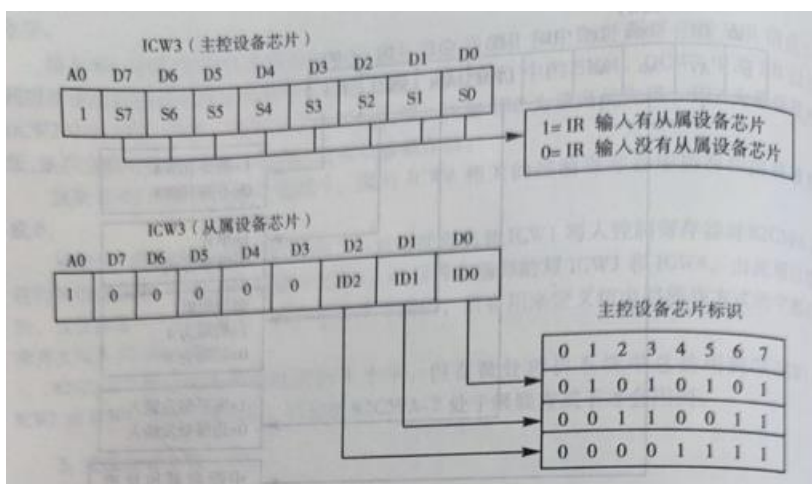 ICW3（主控设备芯片）
A0 D7 D6 D5 D4 D3 D2 D1 D0
1 S7 S6 S5 S4 S3 S2 S1 S0
1= IR 输入有从属设备芯片
0= IR 输入没有从属设备芯片
ICW3（从属设备芯片）
A0 D7 D6 D5 D4 D3 D2 D1 D0
1 0 0 0 0 0 ID2 ID1 ID0
主控设备芯片标识
0 1 2 3 4 5 6 7
0 1 0 1 0 1 0 1
0 0 1 1 0 0 1 1
0 0 0 0 1 1 1 1